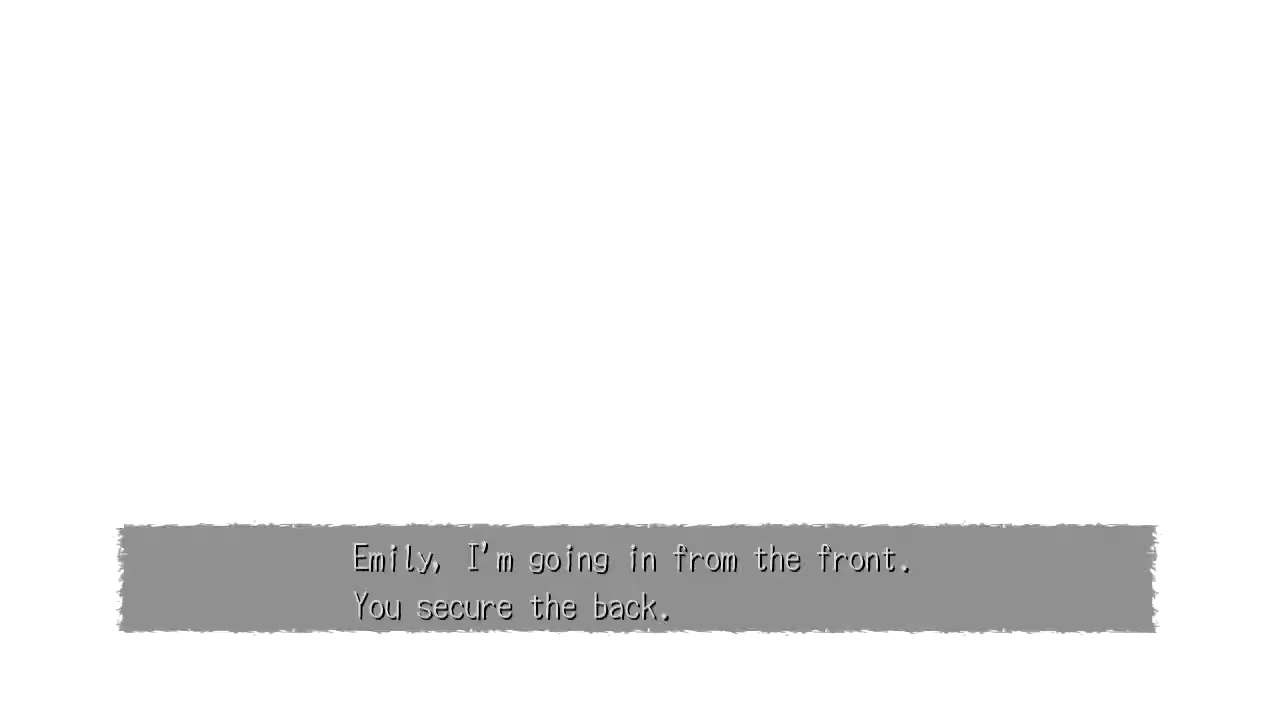 Emily, I'm going in from the front.
You secure the back.